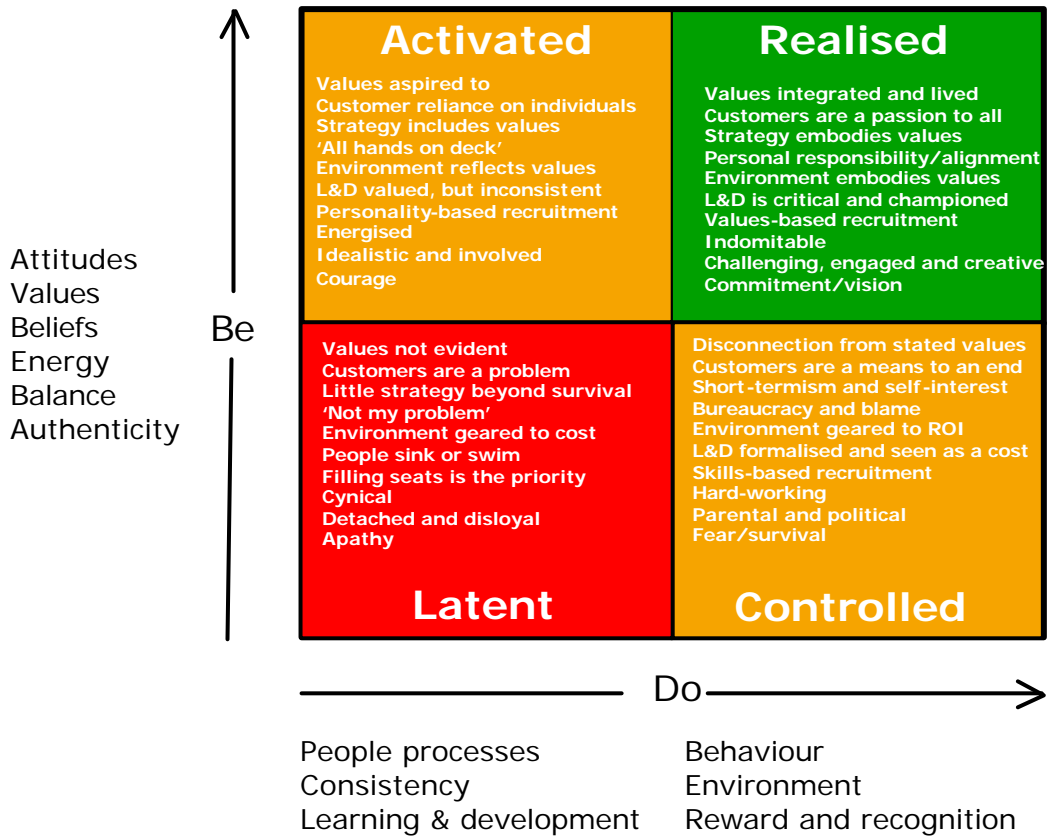 Activated
Values aspired to
Customer reliance on individuals
Strategy includes values
‘All hands on deck’
Environment reflects values
L&D valued, but inconsistent
Personality-based recruitment
Energised
Idealistic and involved
Courage
Realised
Values integrated and lived
Customers are a passion to all
Strategy embodies values
Personal responsibility/alignment
Environment embodies values
L&D is critical and championed
Values-based recruitment
Indomitable
Challenging, engaged and creative
Commitment/vision
Attitudes
Values
Beliefs
Energy
Balance
Authenticity
Be
Values not evident
Customers are a problem
Little strategy beyond survival
‘Not my problem’
Environment geared to cost
People sink or swim
Filling seats is the priority
Cynical
Detached and disloyal
Apathy
Latent
Disconnection from stated values
Customers are a means to an end
Short-termism and self-interest
Bureaucracy and blame
Environment geared to ROI
L&D formalised and seen as a cost
Skills-based recruitment
Hard-working
Parental and political
Fear/survival
Controlled
Do
People processes
Consistency
Learning & development
Behaviour
Environment
Reward and recognition